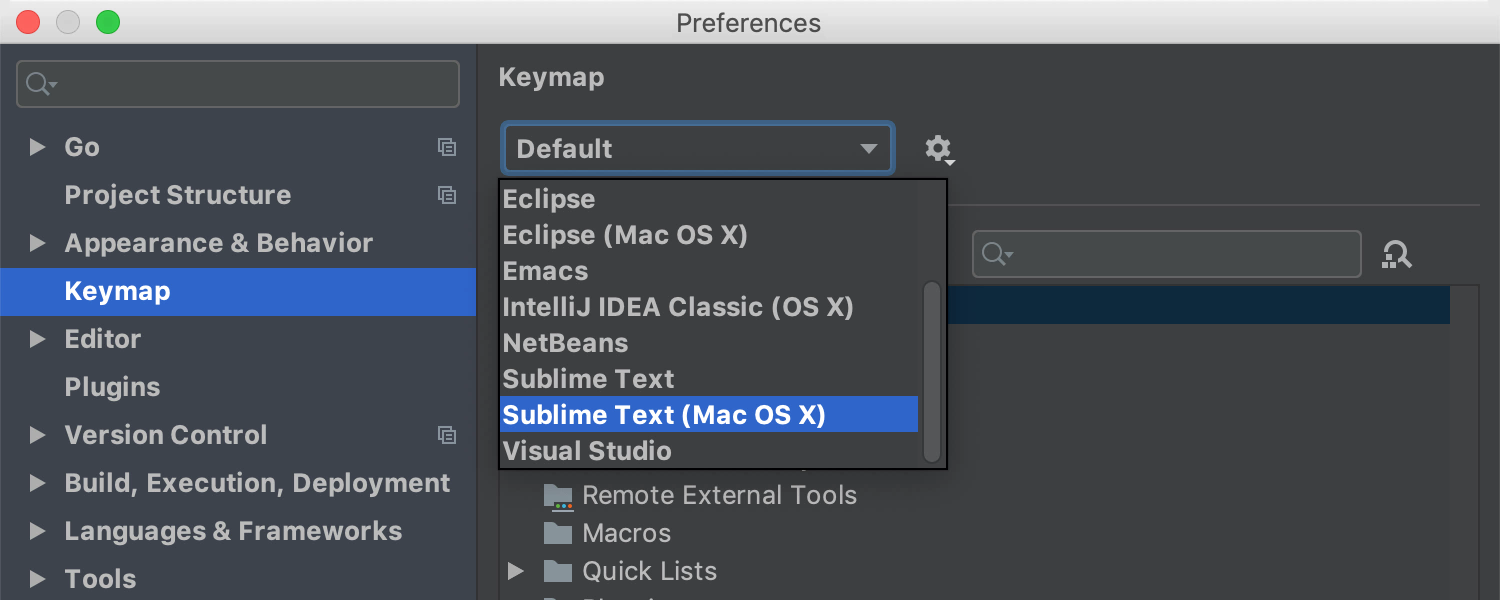 Preferences
Go
Project Structure
Appearance & Behavior
Keymap
Editor
Plugins
Version Control
Build, Execution, Deployment
Languages & Frameworks
Tools
Keymap
Default
Eclipse
Eclipse (Mac OS X)
Emacs
IntelliJ IDEA Classic (OS X)
NetBeans
Sublime Text
Sublime Text (Mac OS X)
Visual Studio
Remote External Tools
Macros
Quick Lists